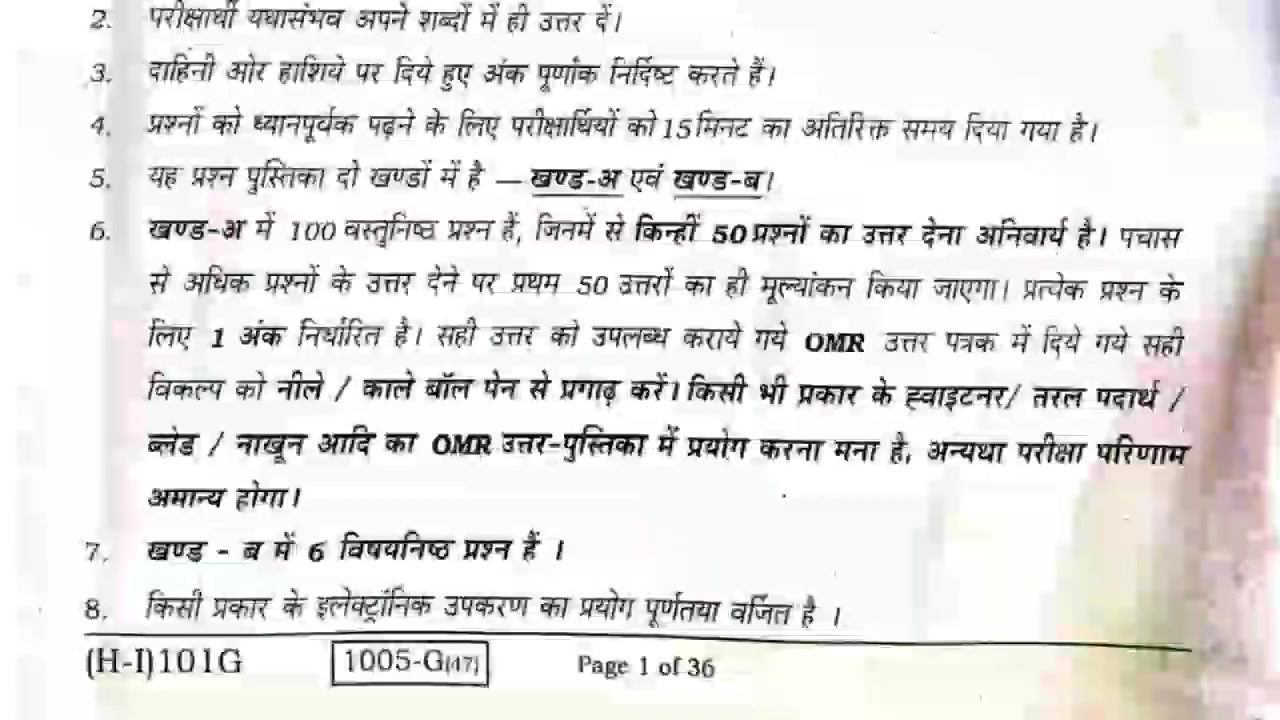 2. परीक्षार्थी यथासंभव अपने शब्दों में ही उत्तर दें।
3. दाहिनी ओर हाशिये पर दिये हुए अंक पूर्णांक निर्दिष्ट करते हैं।
4. प्रश्नों को ध्यानपूर्वक पढ़ने के लिए परीक्षार्थियों को 15 मिनट का अतिरिक्त समय दिया गया है।
5. यह प्रश्न पुस्तिका दो खण्डों में है — खण्ड-अ एवं खण्ड-ब।
6. खण्ड-अ में 100 वस्तुनिष्ठ प्रश्न हैं, जिनमें से किन्हीं 50 प्रश्नों का उत्तर देना अनिवार्य है। पचास
से अधिक प्रश्नों के उत्तर देने पर प्रथम 50 उत्तरों का ही मूल्यांकन किया जाएगा। प्रत्येक प्रश्न के
लिए 1 अंक निर्धारित है। सही उत्तर को उपलब्ध कराये गये OMR उत्तर पत्रक में दिये गये सही
विकल्प को नीले / काले बॉल पेन से प्रगाढ़ करें। किसी भी प्रकार के ह्वाइटनर/ तरल पदार्थ /
ब्लेड / नाखून आदि का OMR उत्तर-पुस्तिका में प्रयोग करना मना है, अन्यथा परीक्षा परिणाम
अमान्य होगा।
7. खण्ड - ब में 6 विषयनिष्ठ प्रश्न हैं ।
8. किसी प्रकार के इलेक्ट्रॉनिक उपकरण का प्रयोग पूर्णतया वर्जित है ।
(H-I)101G 1005-G(47) Page 1 of 36